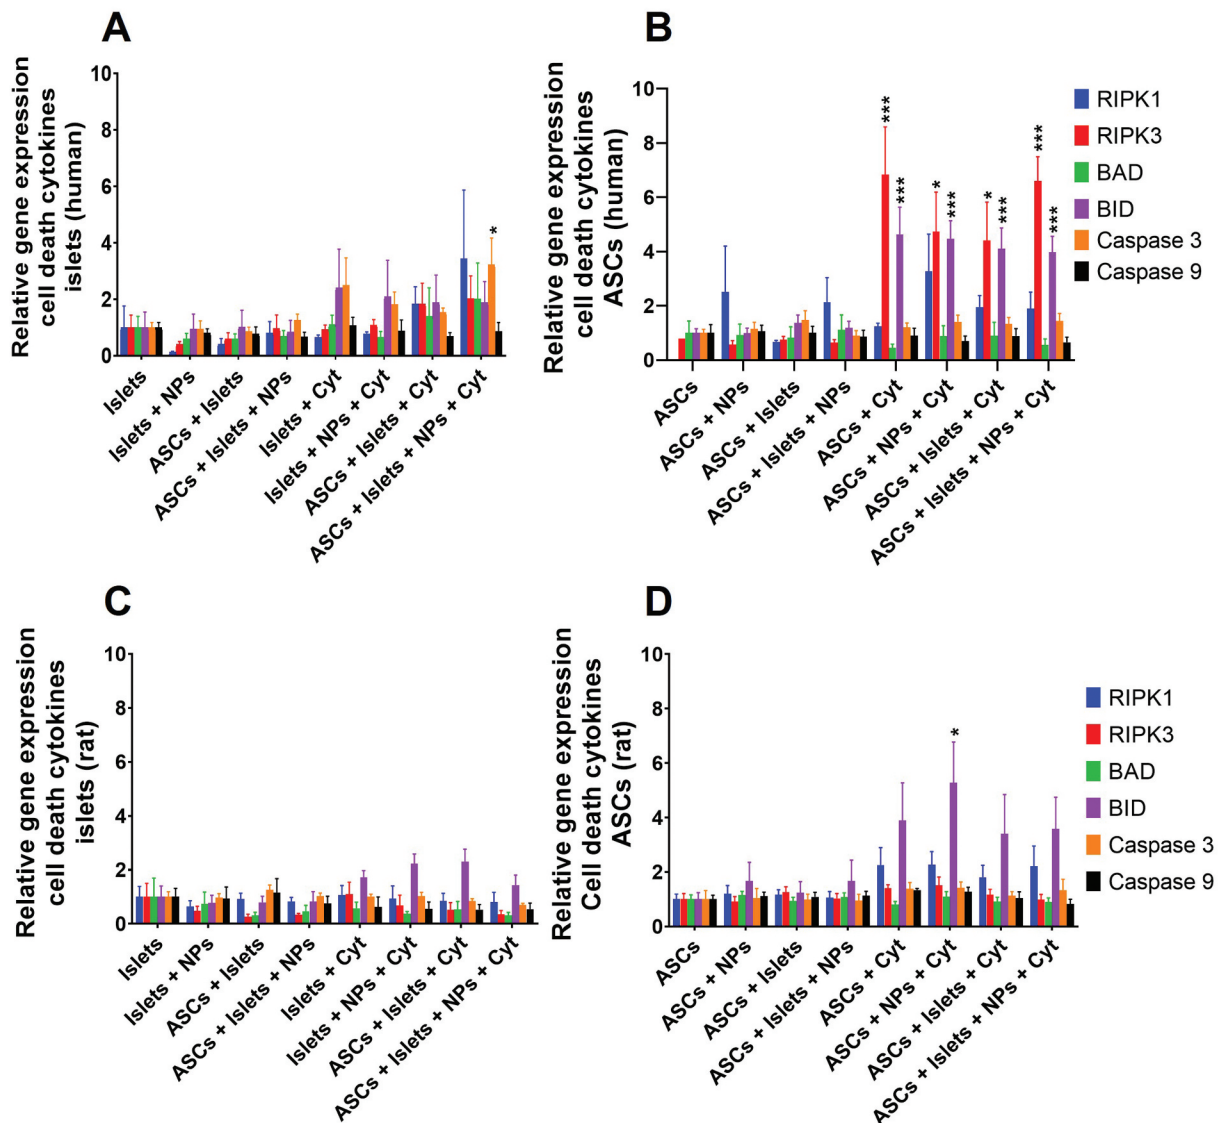 A
Relative gene expression
cell death cytokines
islets (human)
10
8
6
4
2
0
*
Islets
Islets + NPs
ASCs + Islets
ASCs + Islets + NPs
Islets + Cyt
Islets + NPs + Cyt
ASCs + Islets + Cyt
ASCs + Islets + NPs + Cyt
B
Relative gene expression
cell death cytokines
ASCs (human)
10
8
6
4
2
0
***
***
*
***
*
***
***
***
ASCs
ASCs + NPs
ASCs + Islets
ASCs + Islets + NPs
ASCs + Cyt
ASCs + NPs + Cyt
ASCs + Islets + Cyt
ASCs + Islets + NPs + Cyt
RIPK1
RIPK3
BAD
BID
Caspase 3
Caspase 9
C
Relative gene expression
cell death cytokines
islets (rat)
10
8
6
4
2
0
Islets
Islets + NPs
ASCs + Islets
ASCs + Islets + NPs
Islets + Cyt
Islets + NPs + Cyt
ASCs + Islets + Cyt
ASCs + Islets + NPs + Cyt
D
Relative gene expression
Cell death cytokines
ASCs (rat)
10
8
6
4
2
0
*
ASCs
ASCs + NPs
ASCs + Islets
ASCs + Islets + NPs
ASCs + Cyt
ASCs + NPs + Cyt
ASCs + Islets + Cyt
ASCs + Islets + NPs + Cyt
RIPK1
RIPK3
BAD
BID
Caspase 3
Caspase 9